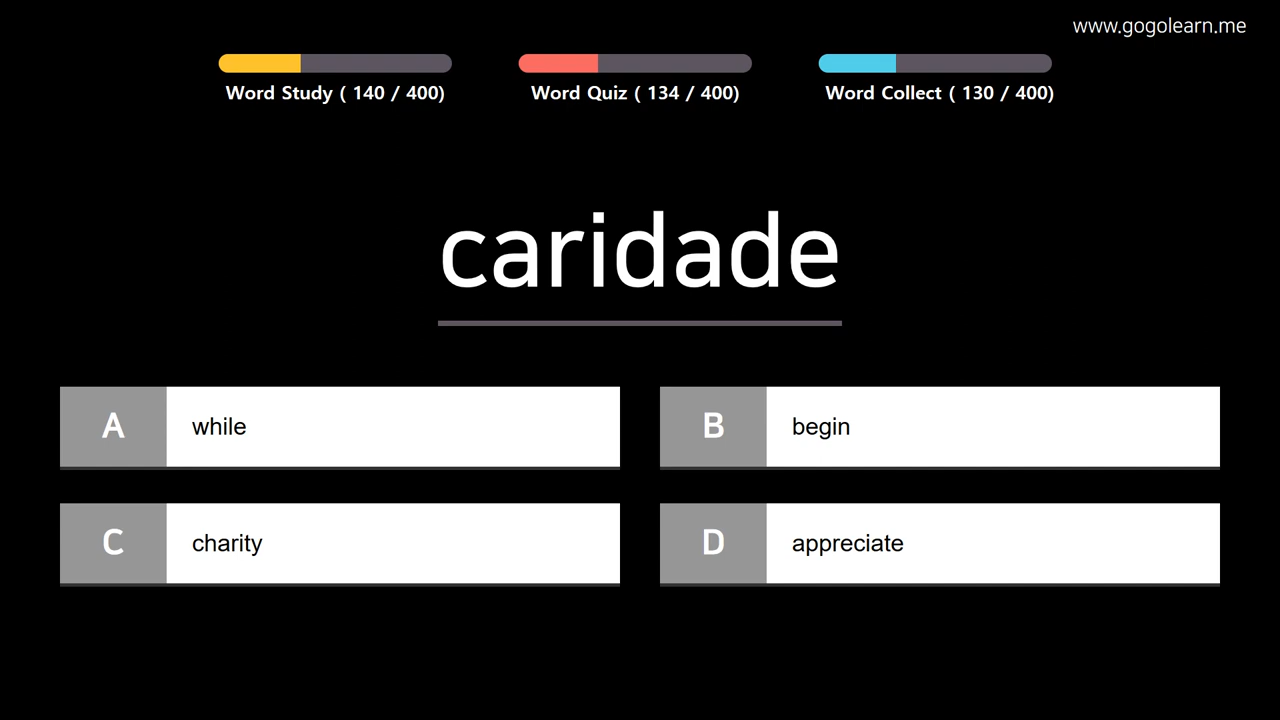 www.gogolearn.me
Word Study ( 140 / 400)
Word Quiz ( 134 / 400)
Word Collect ( 130 / 400)
caridade
A while
B begin
C charity
D appreciate